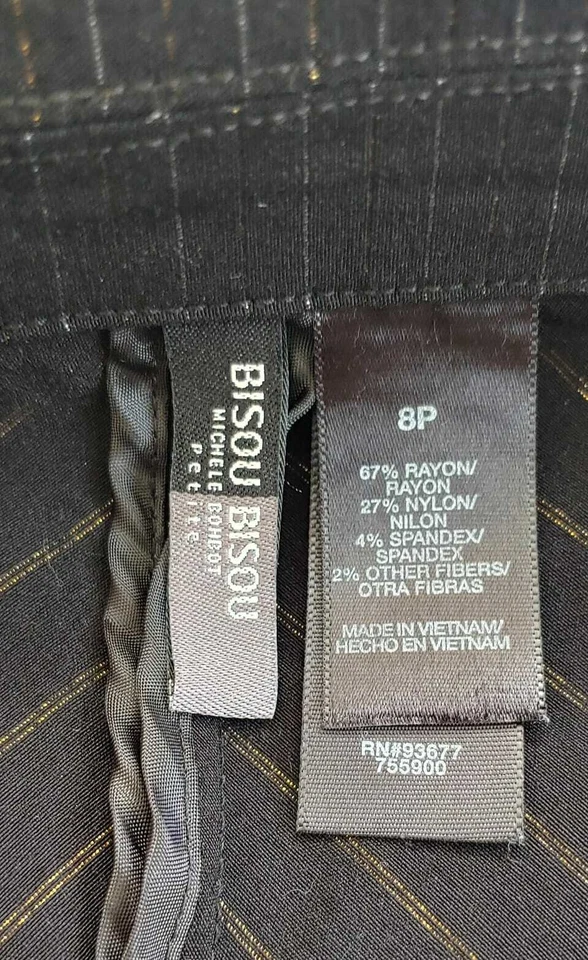 BISOU BISOU
MICHELE BOHBOT
Petite
8P
67% RAYON/
RAYON
27% NYLON/
NILON
4% SPANDEX/
SPANDEX
2% OTHER FIBERS/
OTRA FIBRAS
MADE IN VIETNAM/
HECHO EN VIETNAM
RN#93677
755900